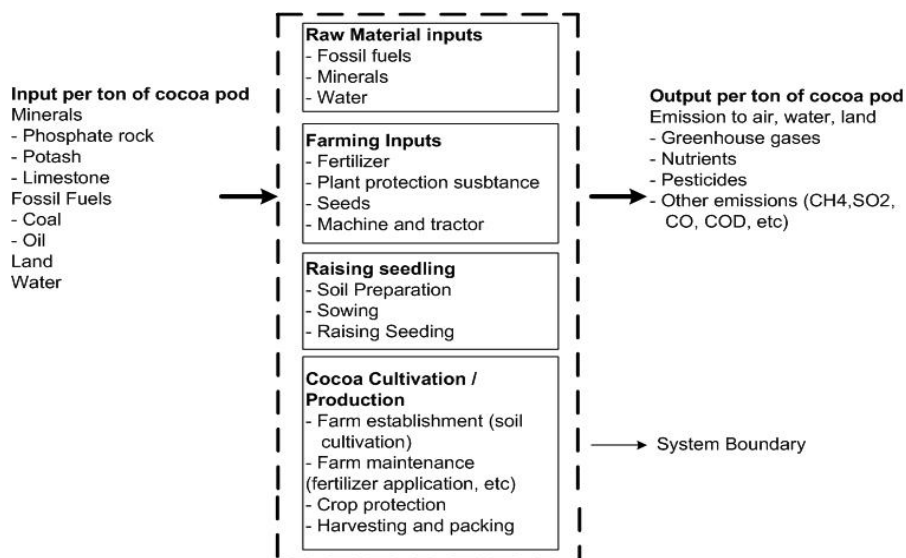 Input per ton of cocoa pod
Minerals
- Phosphate rock
- Potash
- Limestone
Fossil Fuels
- Coal
- Oil
Land
Water
Raw Material inputs
- Fossil fuels
- Minerals
- Water
Farming Inputs
- Fertilizer
- Plant protection susbtance
- Seeds
- Machine and tractor
Raising seedling
- Soil Preparation
- Sowing
- Raising Seeding
Cocoa Cultivation /
Production
- Farm establishment (soil
cultivation)
- Farm maintenance
(fertilizer application, etc)
- Crop protection
- Harvesting and packing
Output per ton of cocoa pod
Emission to air, water, land
- Greenhouse gases
- Nutrients
- Pesticides
- Other emissions (CH4,SO2,
CO, COD, etc)
System Boundary